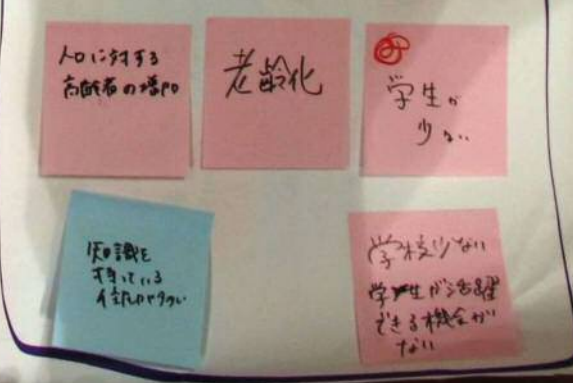 人口に対する
高齢者の増加
老齢化
学生が
少ない
知識を
持っている
学校少ない
学生が活躍
できる機会が
ない